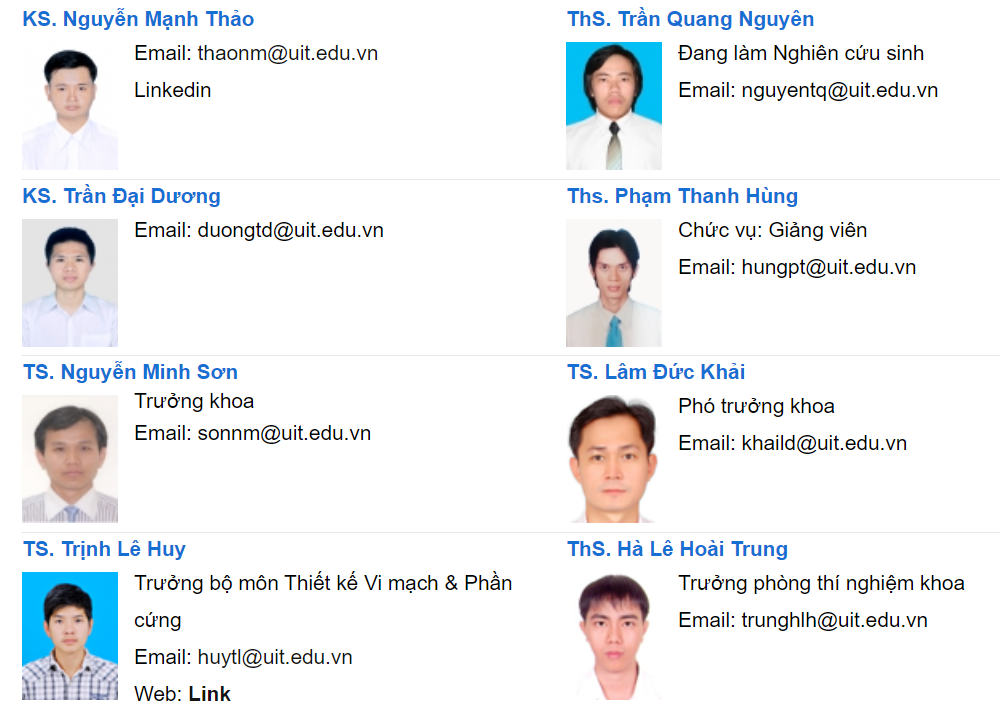 KS. Nguyễn Mạnh Thảo
Email: thaonm@uit.edu.vn
Linkedin
ThS. Trần Quang Nguyên
Đang làm Nghiên cứu sinh
Email: nguyentq@uit.edu.vn
KS. Trần Đại Dương
Email: duongtd@uit.edu.vn
Ths. Phạm Thanh Hùng
Chức vụ: Giảng viên
Email: hungpt@uit.edu.vn
TS. Nguyễn Minh Sơn
Trưởng khoa
Email: sonnm@uit.edu.vn
TS. Lâm Đức Khải
Phó trưởng khoa
Email: khaild@uit.edu.vn
TS. Trịnh Lê Huy
Trưởng bộ môn Thiết kế Vi mạch & Phần
cứng
Email: huytl@uit.edu.vn
Web: Link
ThS. Hà Lê Hoài Trung
Trưởng phòng thí nghiệm khoa
Email: trunghlh@uit.edu.vn